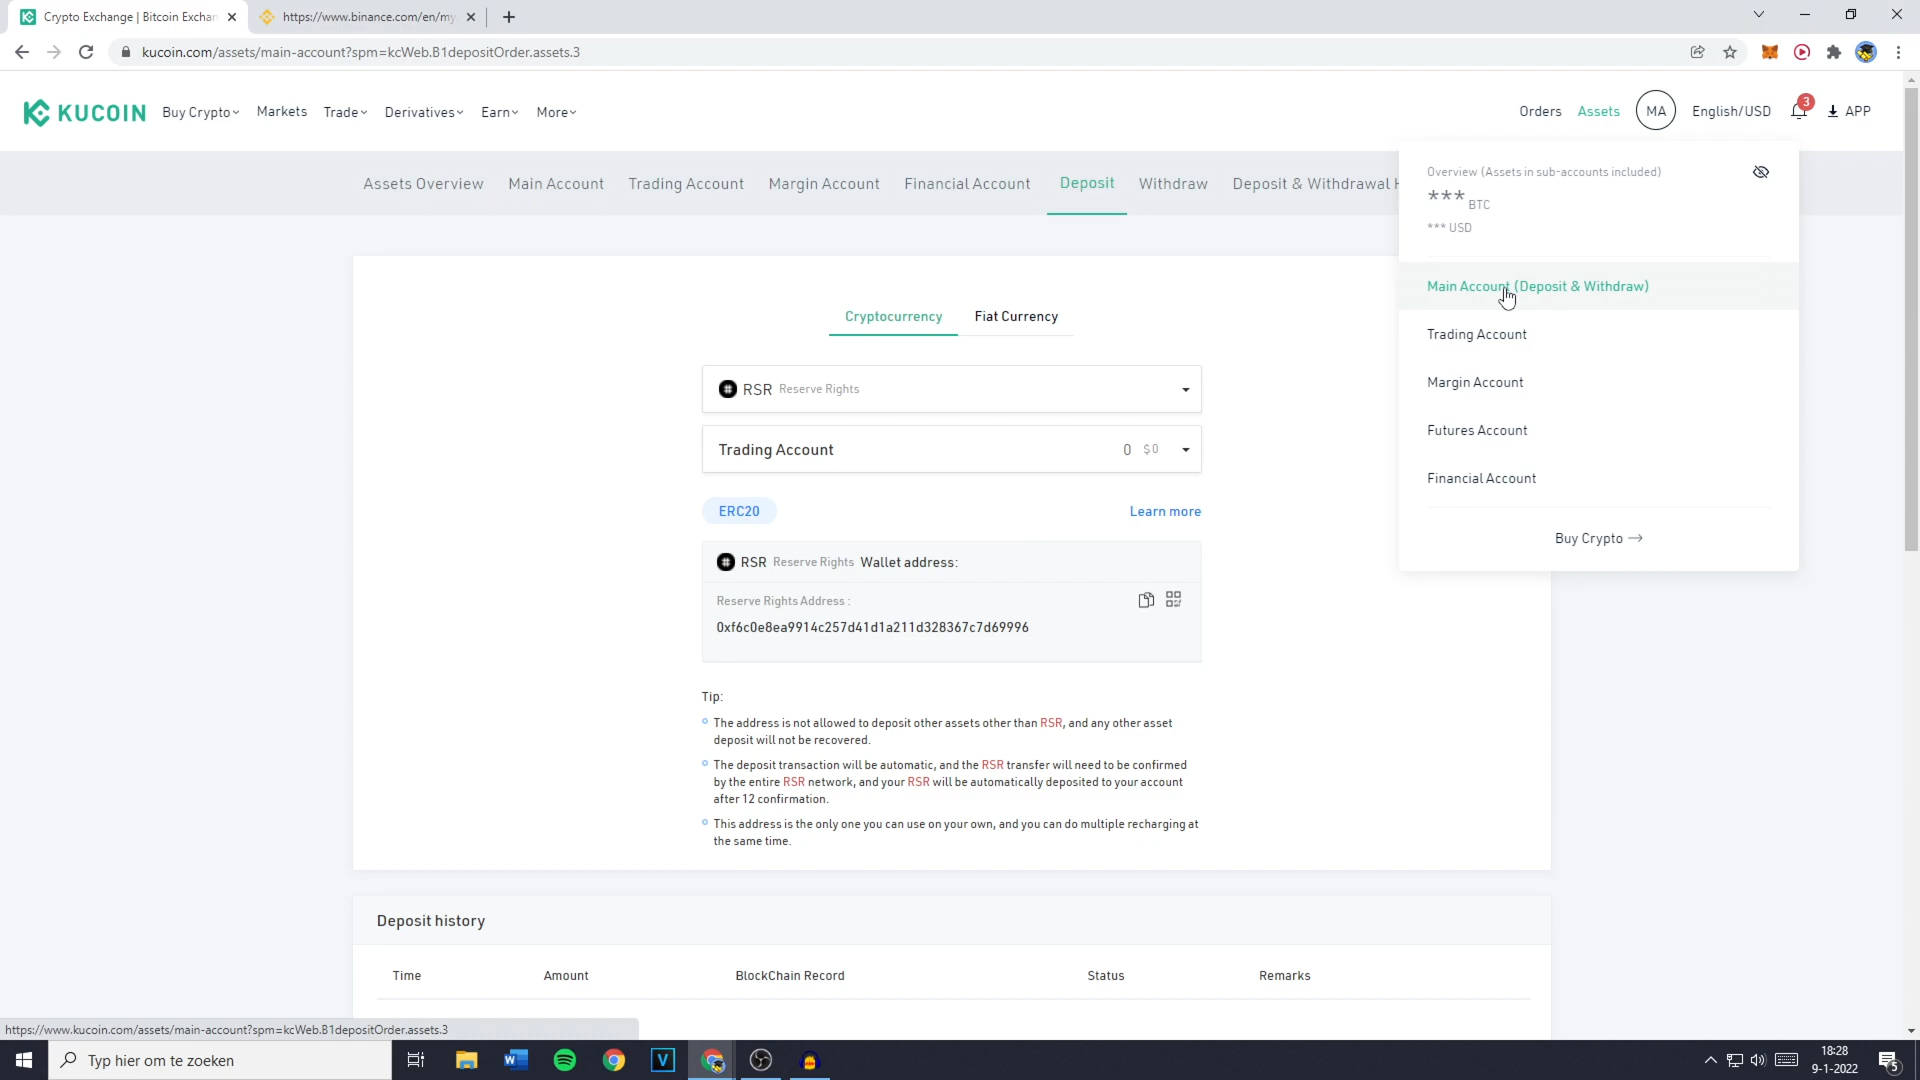 Crypto Exchange | Bitcoin Exchan
https://www.binance.com/en/my
kucoin.com/assets/main-account?spm=kcWeb.B1depositOrder.assets.3
KUCOIN
Buy Crypto
Markets
Trade
Derivatives
Earn
More
Orders
Assets
MA
English/USD
3
APP
Assets Overview
Main Account
Trading Account
Margin Account
Financial Account
Deposit
Withdraw
Deposit & Withdrawal H
Overview (Assets in sub-accounts included)
*** BTC
*** USD
Main Account (Deposit & Withdraw)
Trading Account
Margin Account
Futures Account
Financial Account
Buy Crypto →
Cryptocurrency
Fiat Currency
RSR Reserve Rights
Trading Account 0 $0
ERC20
Learn more
RSR Reserve Rights Wallet address:
Reserve Rights Address :
0xf6c0e8ea9914c257d41d1a211d328367c7d69996
Tip:
The address is not allowed to deposit other assets other than RSR, and any other asset
deposit will not be recovered.
The deposit transaction will be automatic, and the RSR transfer will need to be confirmed
by the entire RSR network, and your RSR will be automatically deposited to your account
after 12 confirmation.
This address is the only one you can use on your own, and you can do multiple recharging at
the same time.
Deposit history
Time
Amount
BlockChain Record
Status
Remarks
https://www.kucoin.com/assets/main-account?spm=kcWeb.B1depositOrder.assets.3
Typ hier om te zoeken
18:28
9-1-2022
5